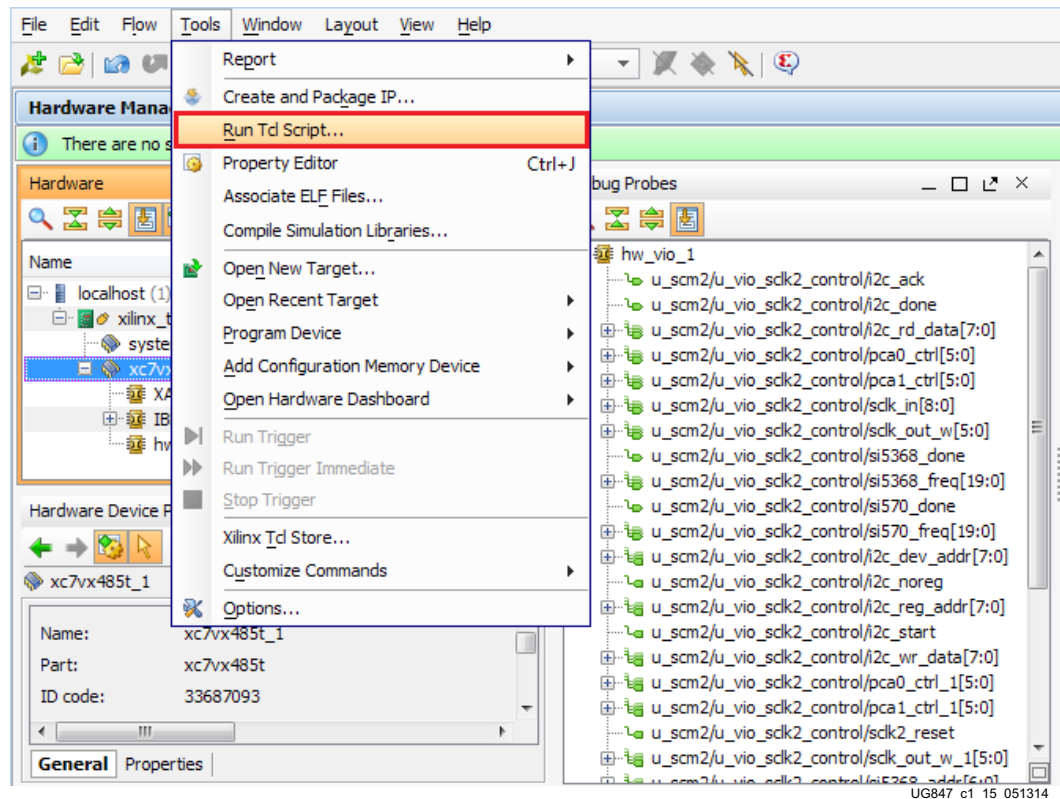 File Edit Flow Tools Window Layout View Help
Report
Create and Package IP...
Run Tcl Script...
Property Editor Ctrl+J
Associate ELF Files...
Compile Simulation Libraries...
Open New Target...
Open Recent Target
Program Device
Add Configuration Memory Device
Open Hardware Dashboard
Run Trigger
Run Trigger Immediate
Stop Trigger
Xilinx Tcl Store...
Customize Commands
Options...
Hardware Mana
There are no s
Hardware
Name
localhost (1)
xilinx_t
syste
xc7vx
XA
IB
hw
Hardware Device P
xc7vx485t_1
Name: xc7vx485t_1
Part: xc7vx485t
ID code: 33687093
General Properties
bug Probes
hw_vio_1
u_scm2/u_vio_sclk2_control/i2c_ack
u_scm2/u_vio_sclk2_control/i2c_done
u_scm2/u_vio_sclk2_control/i2c_rd_data[7:0]
u_scm2/u_vio_sclk2_control/pca0_ctrl[5:0]
u_scm2/u_vio_sclk2_control/pca1_ctrl[5:0]
u_scm2/u_vio_sclk2_control/sclk_in[8:0]
u_scm2/u_vio_sclk2_control/sclk_out_w[5:0]
u_scm2/u_vio_sclk2_control/si5368_done
u_scm2/u_vio_sclk2_control/si5368_freq[19:0]
u_scm2/u_vio_sclk2_control/si570_done
u_scm2/u_vio_sclk2_control/si570_freq[19:0]
u_scm2/u_vio_sclk2_control/i2c_dev_addr[7:0]
u_scm2/u_vio_sclk2_control/i2c_noreg
u_scm2/u_vio_sclk2_control/i2c_reg_addr[7:0]
u_scm2/u_vio_sclk2_control/i2c_start
u_scm2/u_vio_sclk2_control/i2c_wr_data[7:0]
u_scm2/u_vio_sclk2_control/pca0_ctrl_1[5:0]
u_scm2/u_vio_sclk2_control/pca1_ctrl_1[5:0]
u_scm2/u_vio_sclk2_control/sclk2_reset
u_scm2/u_vio_sclk2_control/sclk_out_w_1[5:0]
u_scm2/u_vio_sclk2_control/si5368_addr[6:0]
UG847_c1_15_051314